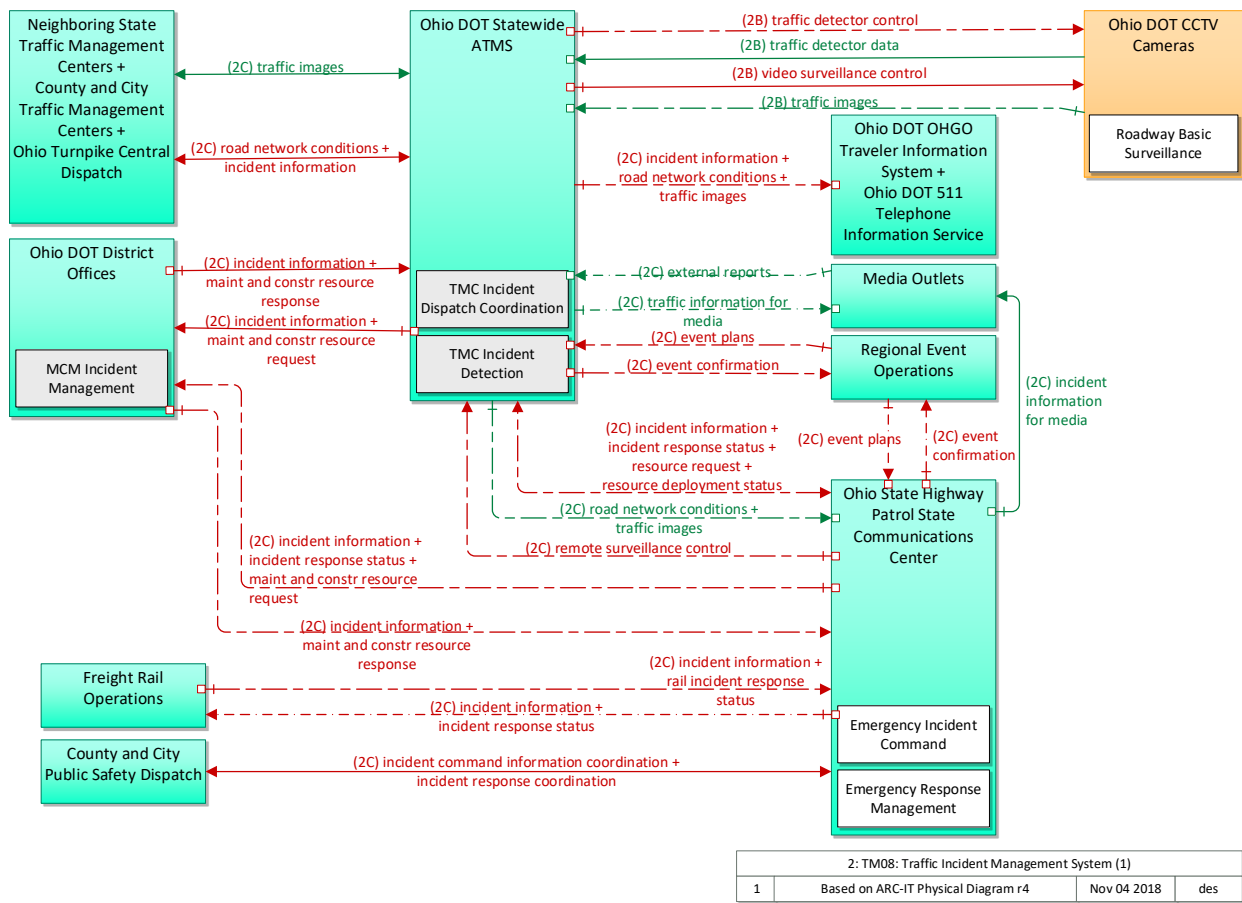 Neighboring State
Traffic Management
Centers +
County and City
Traffic Management
Centers +
Ohio Turnpike Central
Dispatch
Ohio DOT Statewide
ATMS
Ohio DOT CCTV
Cameras
Roadway Basic
Surveillance
(2B) traffic detector control
(2B) traffic detector data
(2B) video surveillance control
(2B) traffic images
(2C) traffic images
(2C) road network conditions +
incident information
(2C) incident information +
road network conditions +
traffic images
Ohio DOT OHGO
Traveler Information
System +
Ohio DOT 511
Telephone
Information Service
Ohio DOT District
Offices
MCM Incident
Management
(2C) incident information +
maint and constr resource
response
(2C) incident information +
maint and constr resource
request
TMC Incident
Dispatch Coordination
TMC Incident
Detection
(2C) external reports
(2C) traffic information for
media
Media Outlets
(2C) event plans
(2C) event confirmation
Regional Event
Operations
(2C) incident
information
for media
(2C) event plans
(2C) event
confirmation
(2C) incident information +
incident response status +
resource request +
resource deployment status
(2C) road network conditions +
traffic images
(2C) remote surveillance control
Ohio State Highway
Patrol State
Communications
Center
(2C) incident information +
incident response status +
maint and constr resource
request
(2C) incident information +
maint and constr resource
response
Freight Rail
Operations
(2C) incident information +
rail incident response
status
(2C) incident information +
incident response status
Emergency Incident
Command
County and City
Public Safety Dispatch
(2C) incident command information coordination +
incident response coordination
Emergency Response
Management
2: TM08: Traffic Incident Management System (1)
1 Based on ARC-IT Physical Diagram r4 Nov 04 2018 des